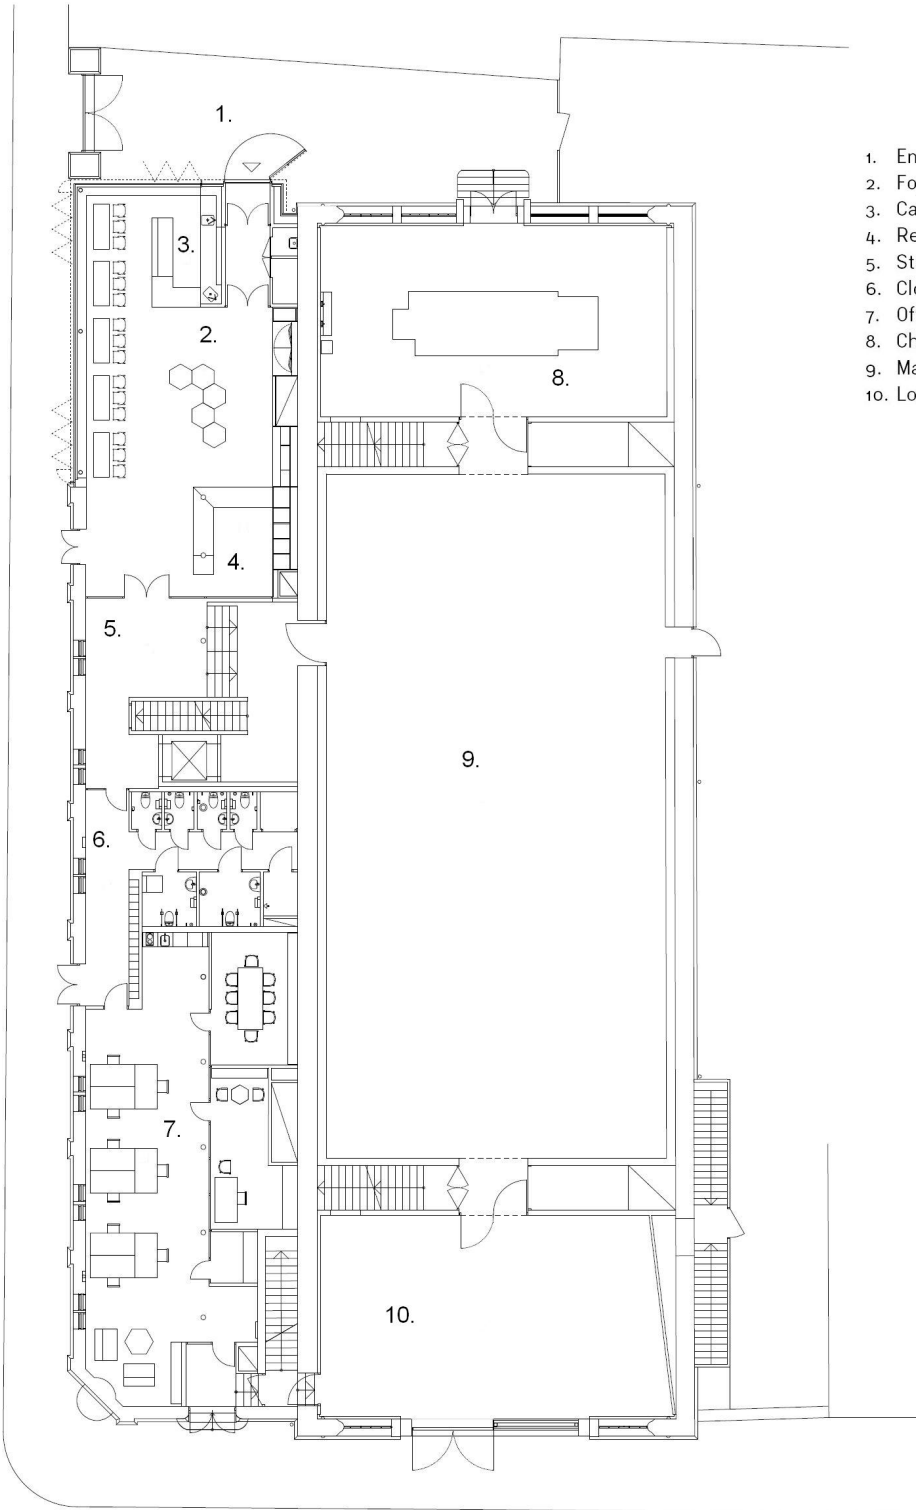 1.
3.
2.
8.
4.
5.
9.
6.
7.
10.
1. En
2. Fo
3. Ca
4. Re
5. St
6. Clo
7. Of
8. Ch
9. Ma
10. Lo